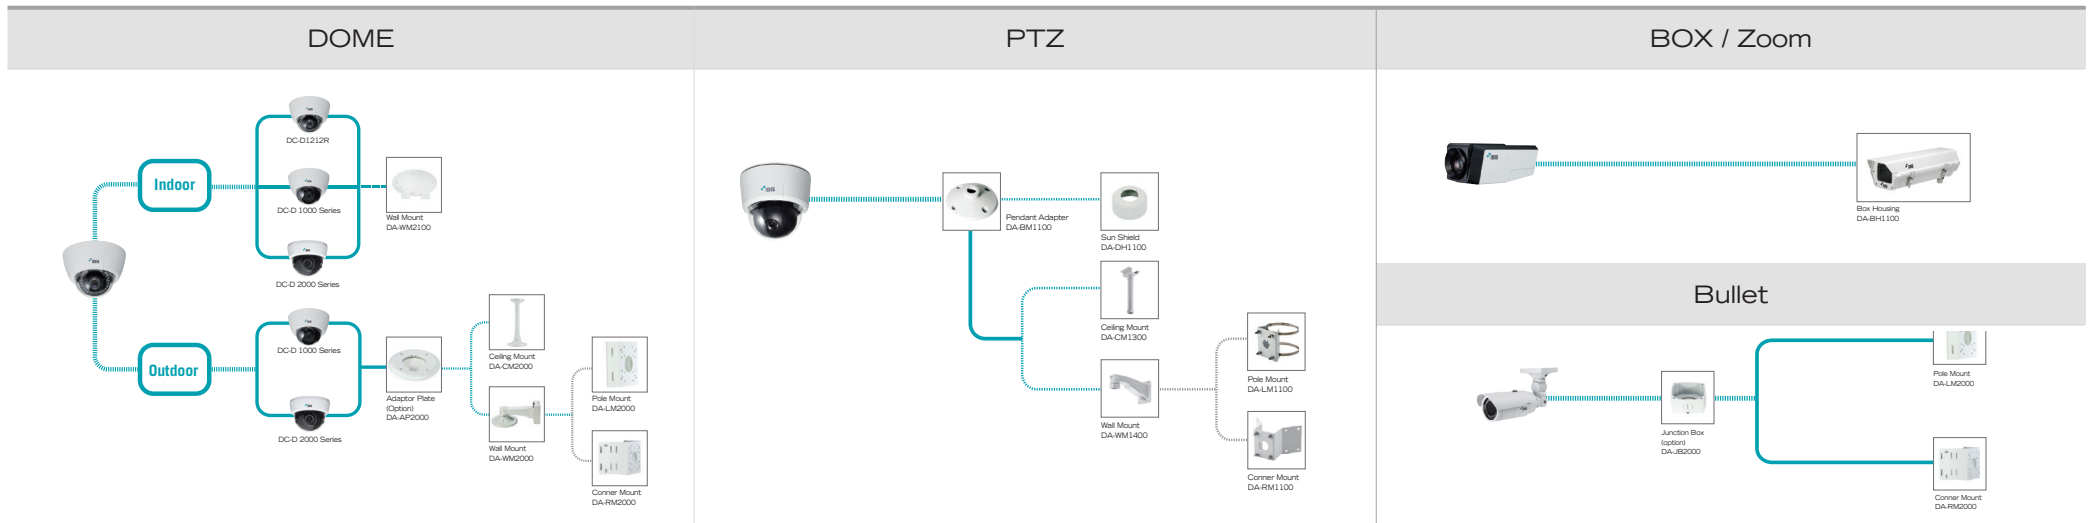 DOME
PTZ
BOX / Zoom
DC-D1212R
Indoor
DC-D 1000 Series
Wall Mount
DA-WM2100
DC-D 2000 Series
DC-D 1000 Series
Outdoor
DC-D 2000 Series
Adaptor Plate
(Option)
DA-AP2000
Ceiling Mount
DA-CM2000
Wall Mount
DA-WM2000
Pole Mount
DA-LM2000
Conner Mount
DA-RM2000
IDIS
Pendant Adapter
DA-BM1100
Sun Shield
DA-DH1100
Ceiling Mount
DA-CM1300
Wall Mount
DA-WM1400
Pole Mount
DA-LM1100
Conner Mount
DA-RM1100
IDIS
Box Housing
DA-BH1100
Bullet
Junction Box
(option)
DA-JB2000
Pole Mount
DA-LM2000
Conner Mount
DA-RM2000